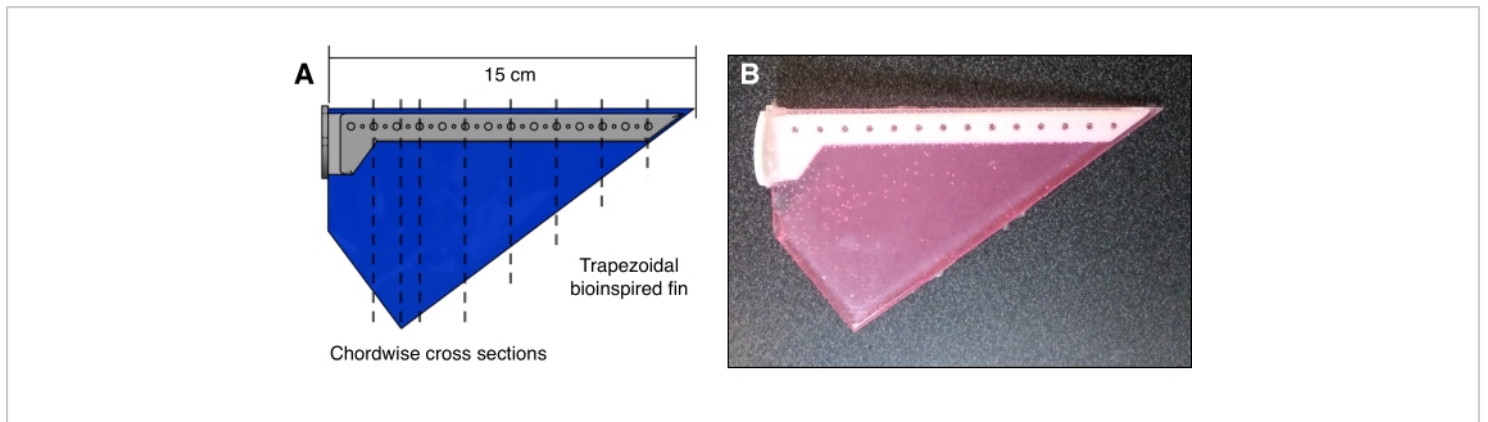 A
15 cm
Trapezoidal
bioinspired fin
Chordwise cross sections
B